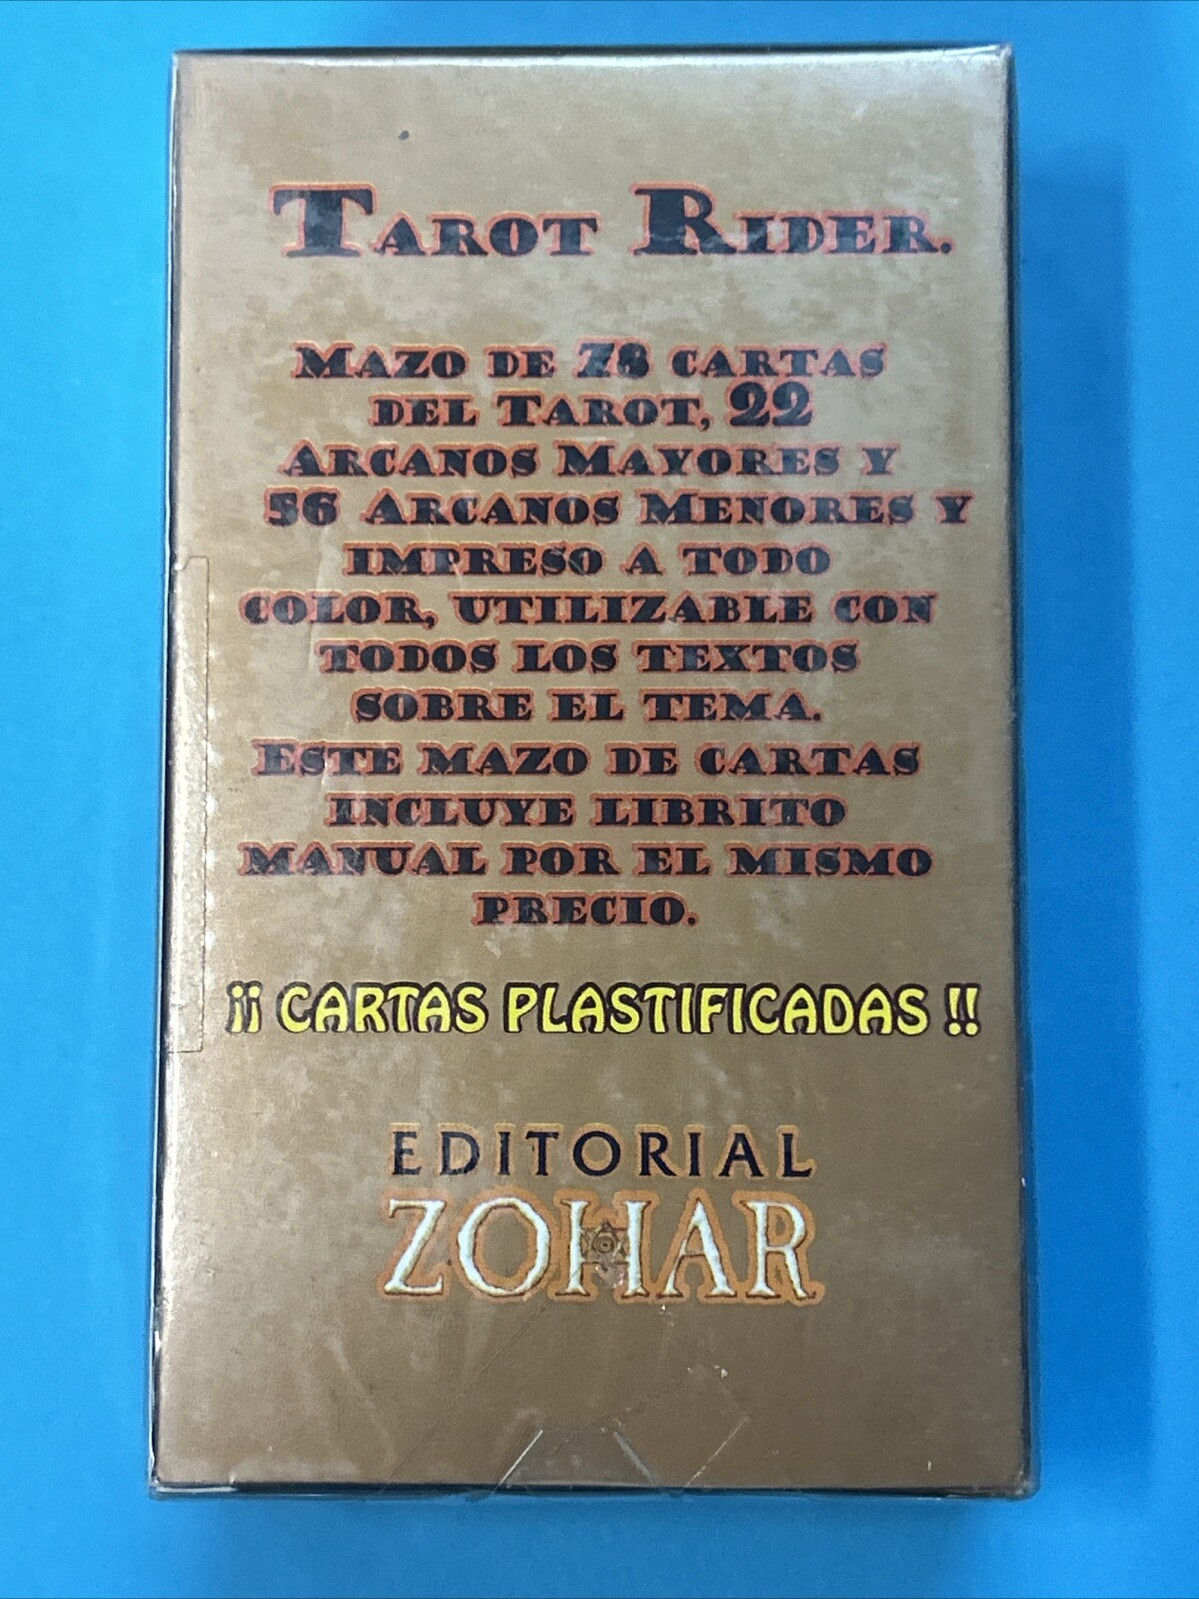 TAROT RIDER.
MAZO DE 78 CARTAS
DEL TAROT, 22
ARCANOS MAYORES Y
56 ARCANOS MENORES Y
IMPRESO A TODO
COLOR, UTILIZABLE CON
TODOS LOS TEXTOS
SOBRE EL TEMA.
ESTE MAZO DE CARTAS
INCLUYE LIBRITO
MANUAL POR EL MISMO
PRECIO.
¡¡ CARTAS PLASTIFICADAS !!
EDITORIAL
ZOHAR